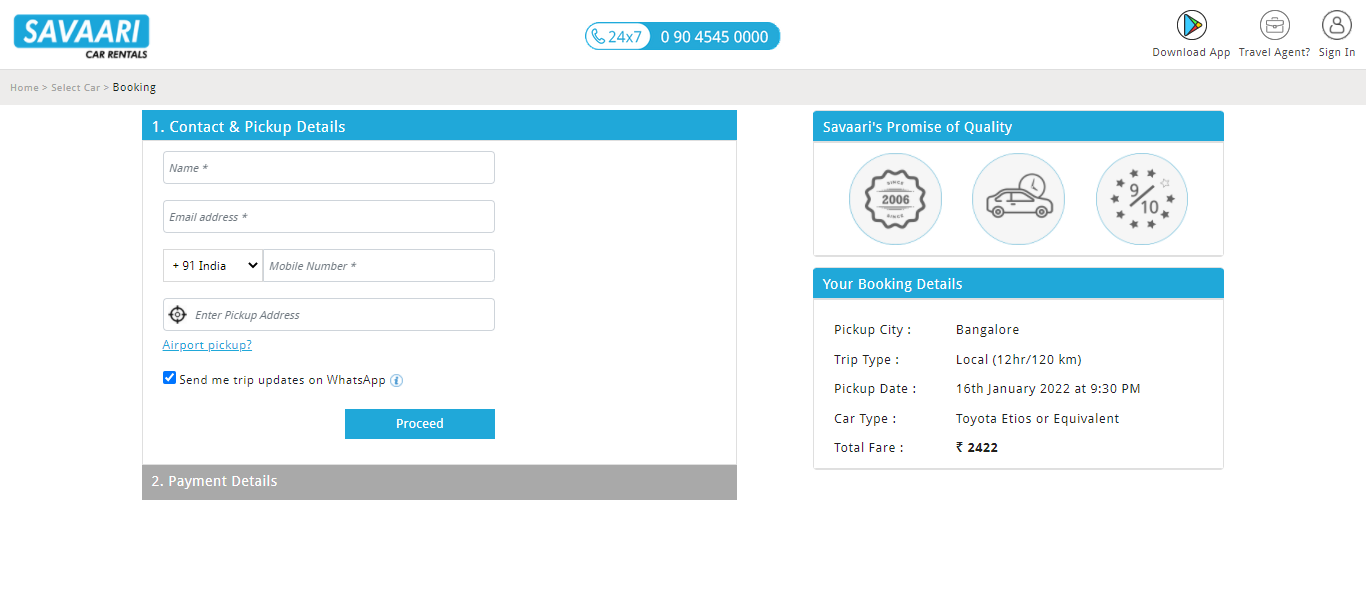 SAVAARI
CAR RENTALS
24x7 0 90 4545 0000
Download App
Travel Agent?
Sign In
Home > Select Car > Booking
1. Contact & Pickup Details
Name *
Email address *
+ 91 India
Mobile Number *
Enter Pickup Address
Airport pickup?
Send me trip updates on WhatsApp i
Proceed
2. Payment Details
Savaari's Promise of Quality
SINCE
2006
SINCE
9/10
Your Booking Details
Pickup City : Bangalore
Trip Type : Local (12hr/120 km)
Pickup Date : 16th January 2022 at 9:30 PM
Car Type : Toyota Etios or Equivalent
Total Fare : ₹ 2422